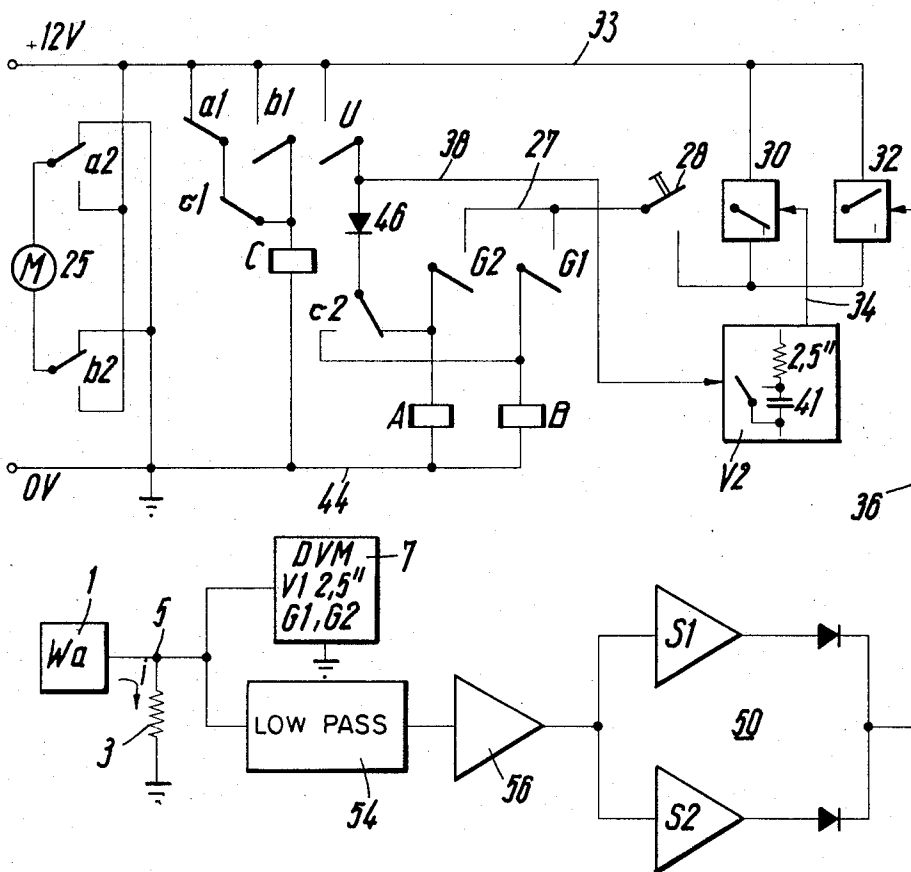 +12V
33
a1
b1
U
a2
38
27
28
30
32
c1
46
M
25
C
G2
G1
c2
34
b2
2,5"
41
A
B
V2
0V
44
36
1
5
DVM
V1 2,5"
G1, G2
7
Wa
i
3
LOW PASS
54
56
S1
50
S2